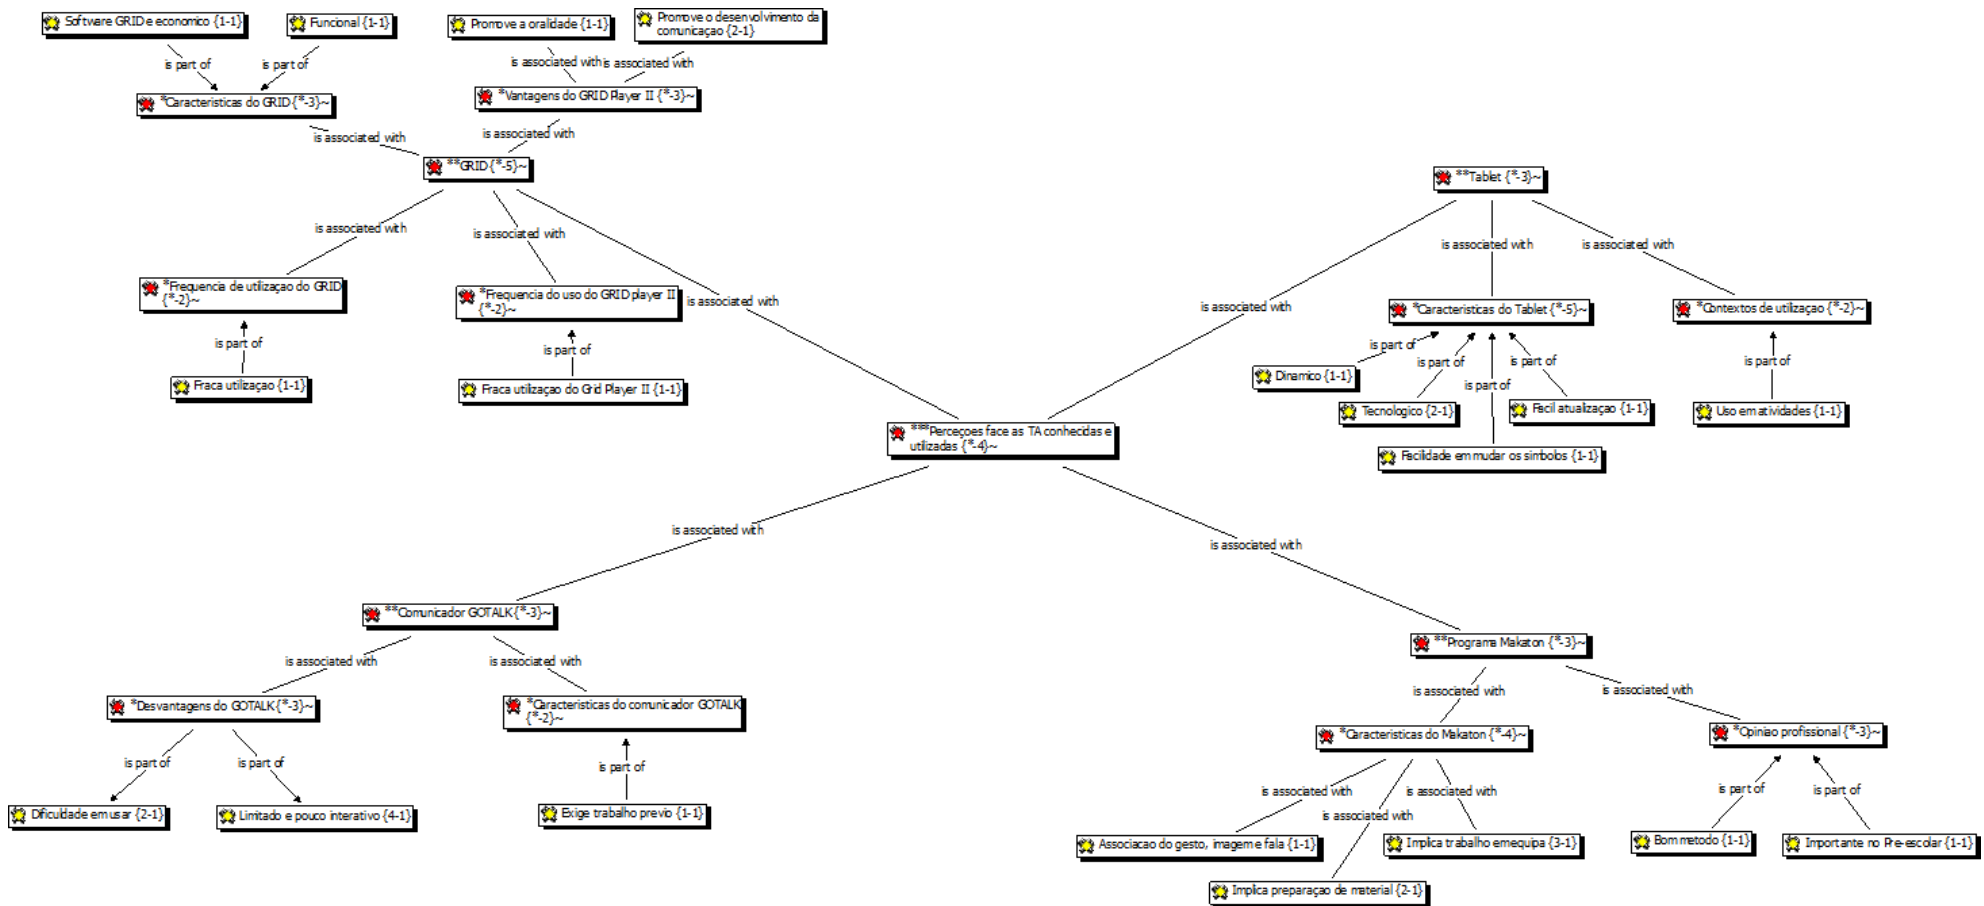 Software GRID e economico {1-1}
Funcional {1-1}
Promove a oralidade {1-1}
Promove o desenvolvimento da
comunicaçao {2-1}
is part of
is part of
is associated with
is associated with
*Caracteristicas do GRID {*-3}~
*Vantagens do GRID Player II {*-3}~
is associated with
is associated with
**GRID {*-5}~
**Tablet {*-3}~
is associated with
is associated with
is associated with
is associated with
is associated with
is associated with
*Frequencia de utilizaçao do GRID
{*-2}~
*Frequencia do uso do GRID player II
{*-2}~
*Caracteristicas do Tablet {*-5}~
*Contextos de utilizaçao {*-2}~
is part of
is part of
is part of
is part of
is part of
is part of
is part of
Fraca utilizaçao {1-1}
Fraca utilizaçao do Grid Player II {1-1}
Dinamico {1-1}
Tecnologico {2-1}
Facil atualizaçao {1-1}
Uso em atividades {1-1}
Facilidade em mudar os simbolos {1-1}
***Perceçoes face as TA conhecidas e
utilizadas {*-4}~
is associated with
is associated with
**Comunicador GOTALK {*-3}~
**Programa Makaton {*-3}~
is associated with
is associated with
is associated with
is associated with
*Desvantagens do GOTALK {*-3}~
*Caracteristicas do comunicador GOTALK
{*-2}~
*Caracteristicas do Makaton {*-4}~
*Opiniao profissional {*-3}~
is part of
is part of
is part of
is associated with
is associated with
is associated with
is part of
is part of
Dificuldade em usar {2-1}
Limitado e pouco interativo {4-1}
Exige trabalho previo {1-1}
Associacao do gesto, imagem e fala {1-1}
Implica trabalho em equipa {3-1}
Bom metodo {1-1}
Importante no Pre-escolar {1-1}
Implica preparaçao de material {2-1}